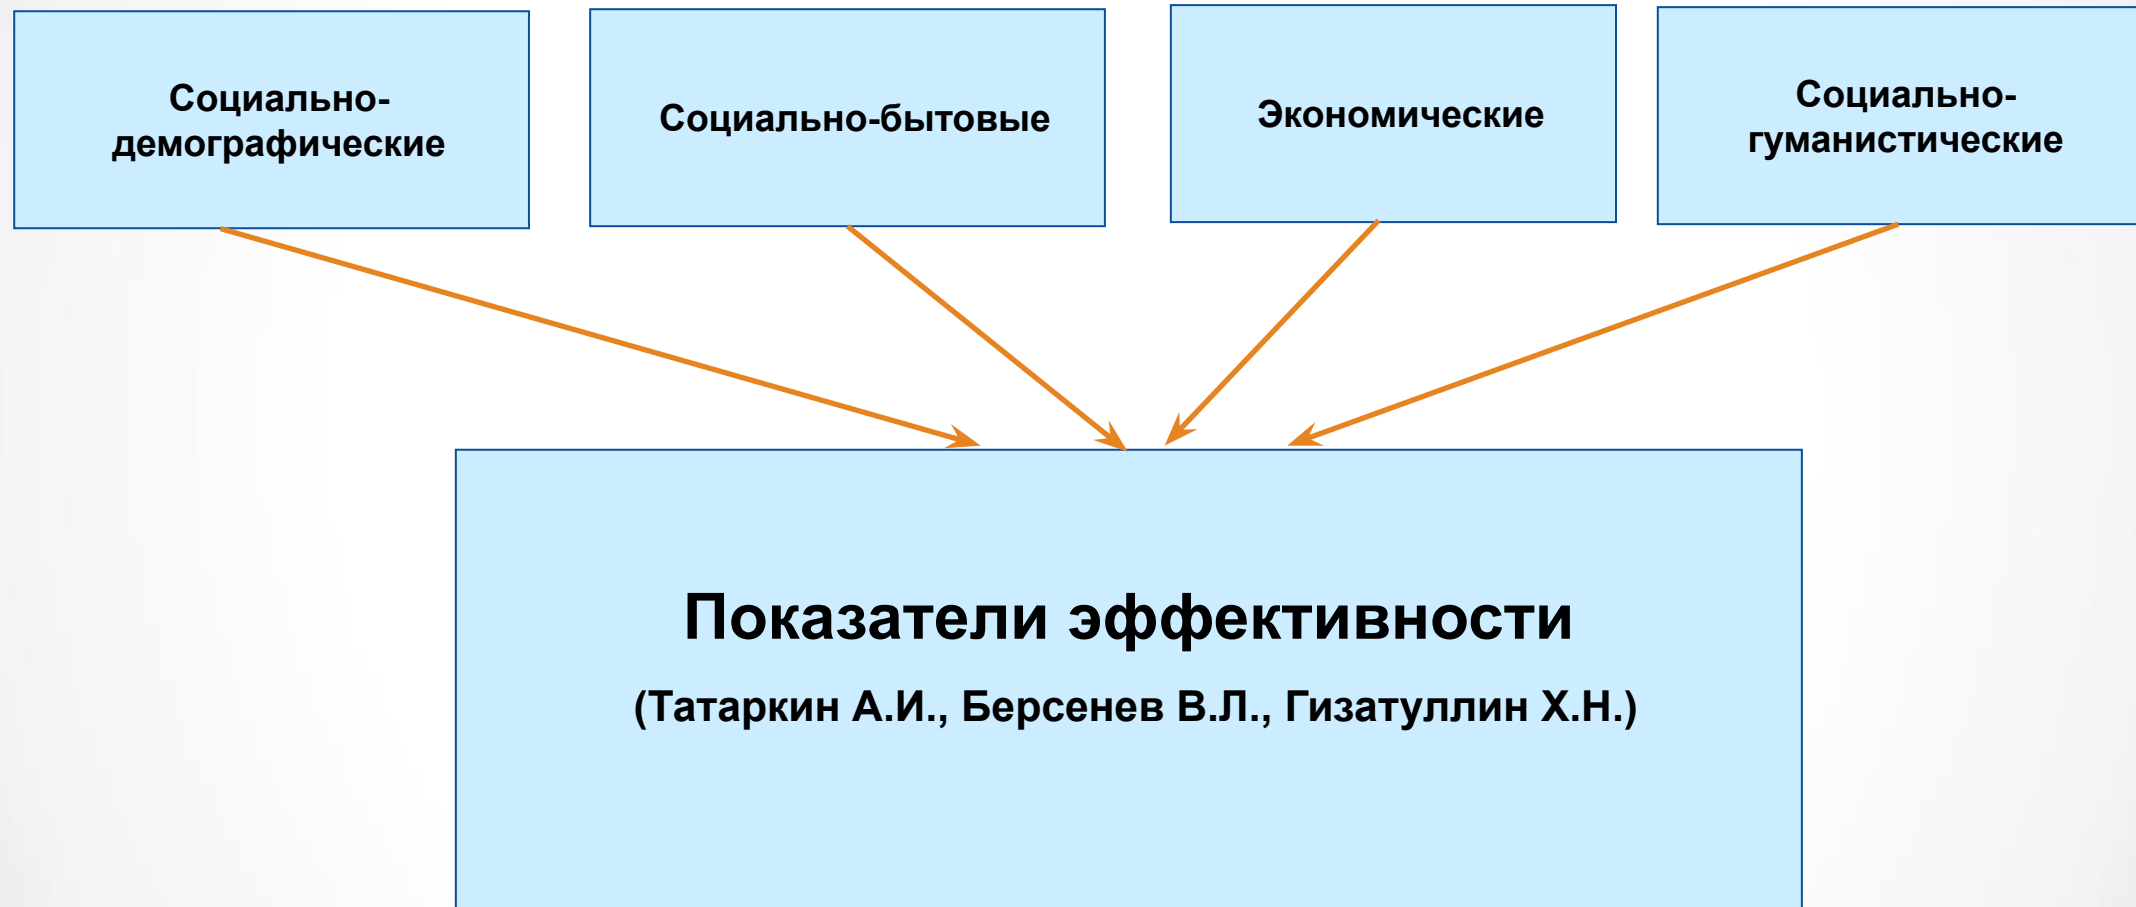 Социально-
демографические
Социально-бытовые
Экономические
Социально-
гуманистические
Показатели эффективности
(Татаркин А.И., Берсенев В.Л., Гизатуллин Х.Н.)